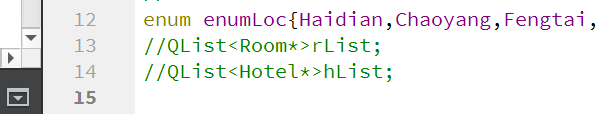 12 enum enumLoc{Haidian,Chaoyang,Fengtai,
13 //QList<Room*>rList;
14 //QList<Hotel*>hList;
15